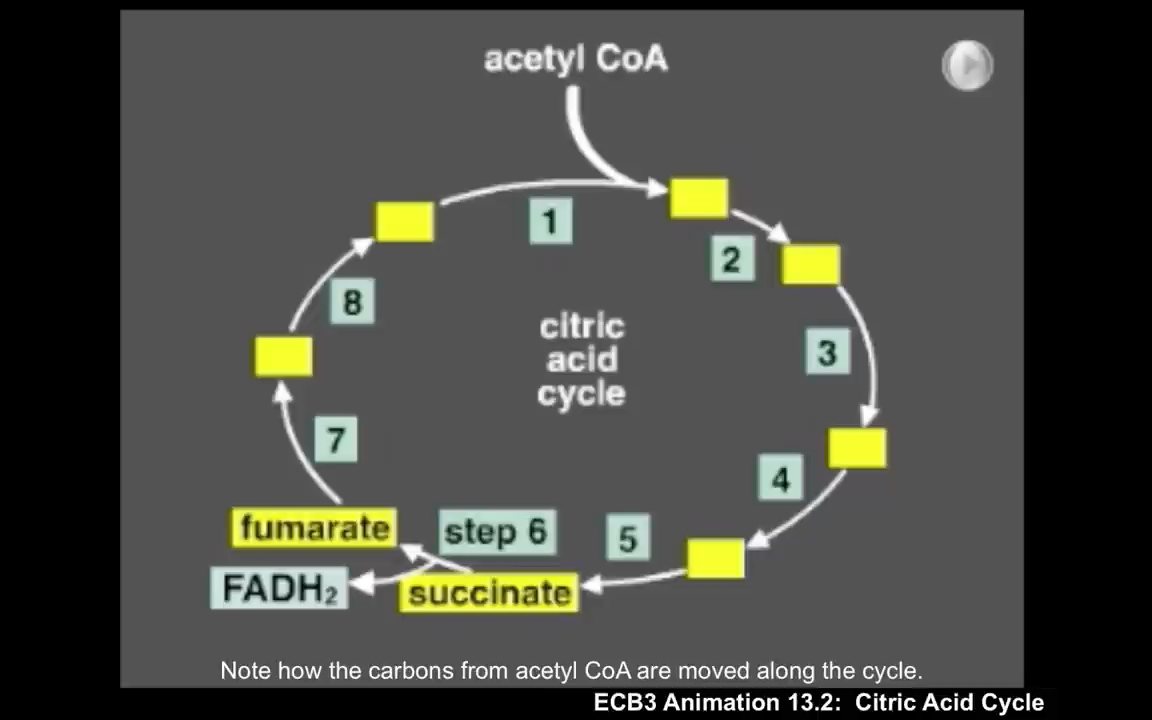 acetyl CoA
1
2
8
citric
acid
cycle
3
7
4
fumarate
step 6
5
FADH₂
succinate
Note how the carbons from acetyl CoA are moved along the cycle.
ECB3 Animation 13.2: Citric Acid Cycle